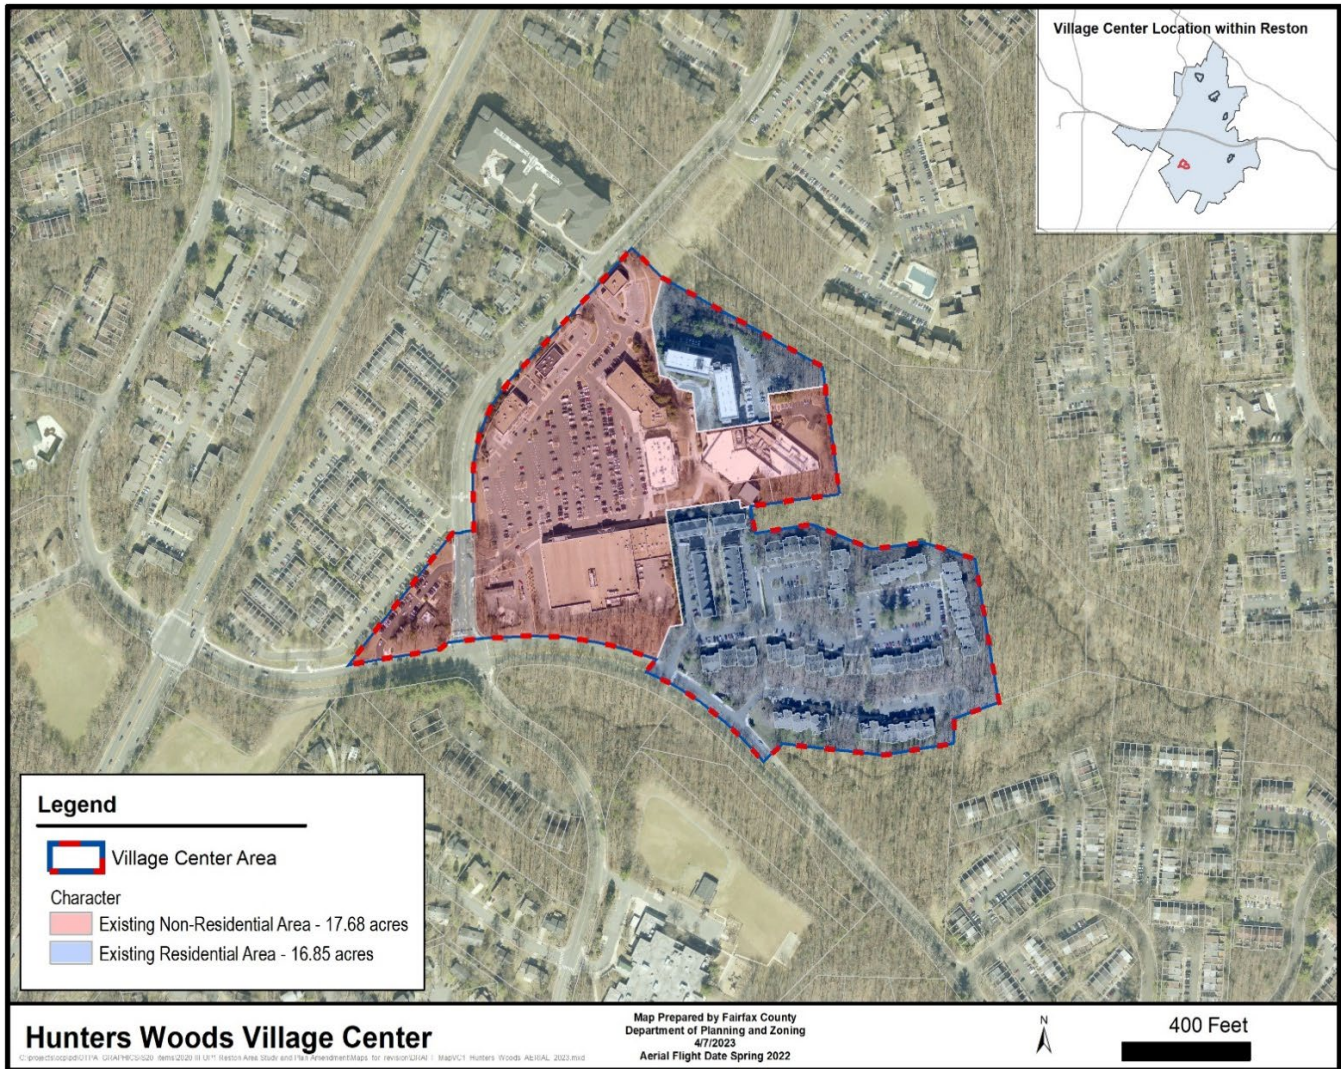 Village Center Location within Reston
Legend
Village Center Area
Character
Existing Non-Residential Area - 17.68 acres
Existing Residential Area - 16.85 acres
Hunters Woods Village Center
Map Prepared by Fairfax County
Department of Planning and Zoning
4/7/2023
Aerial Flight Date Spring 2022
N
400 Feet